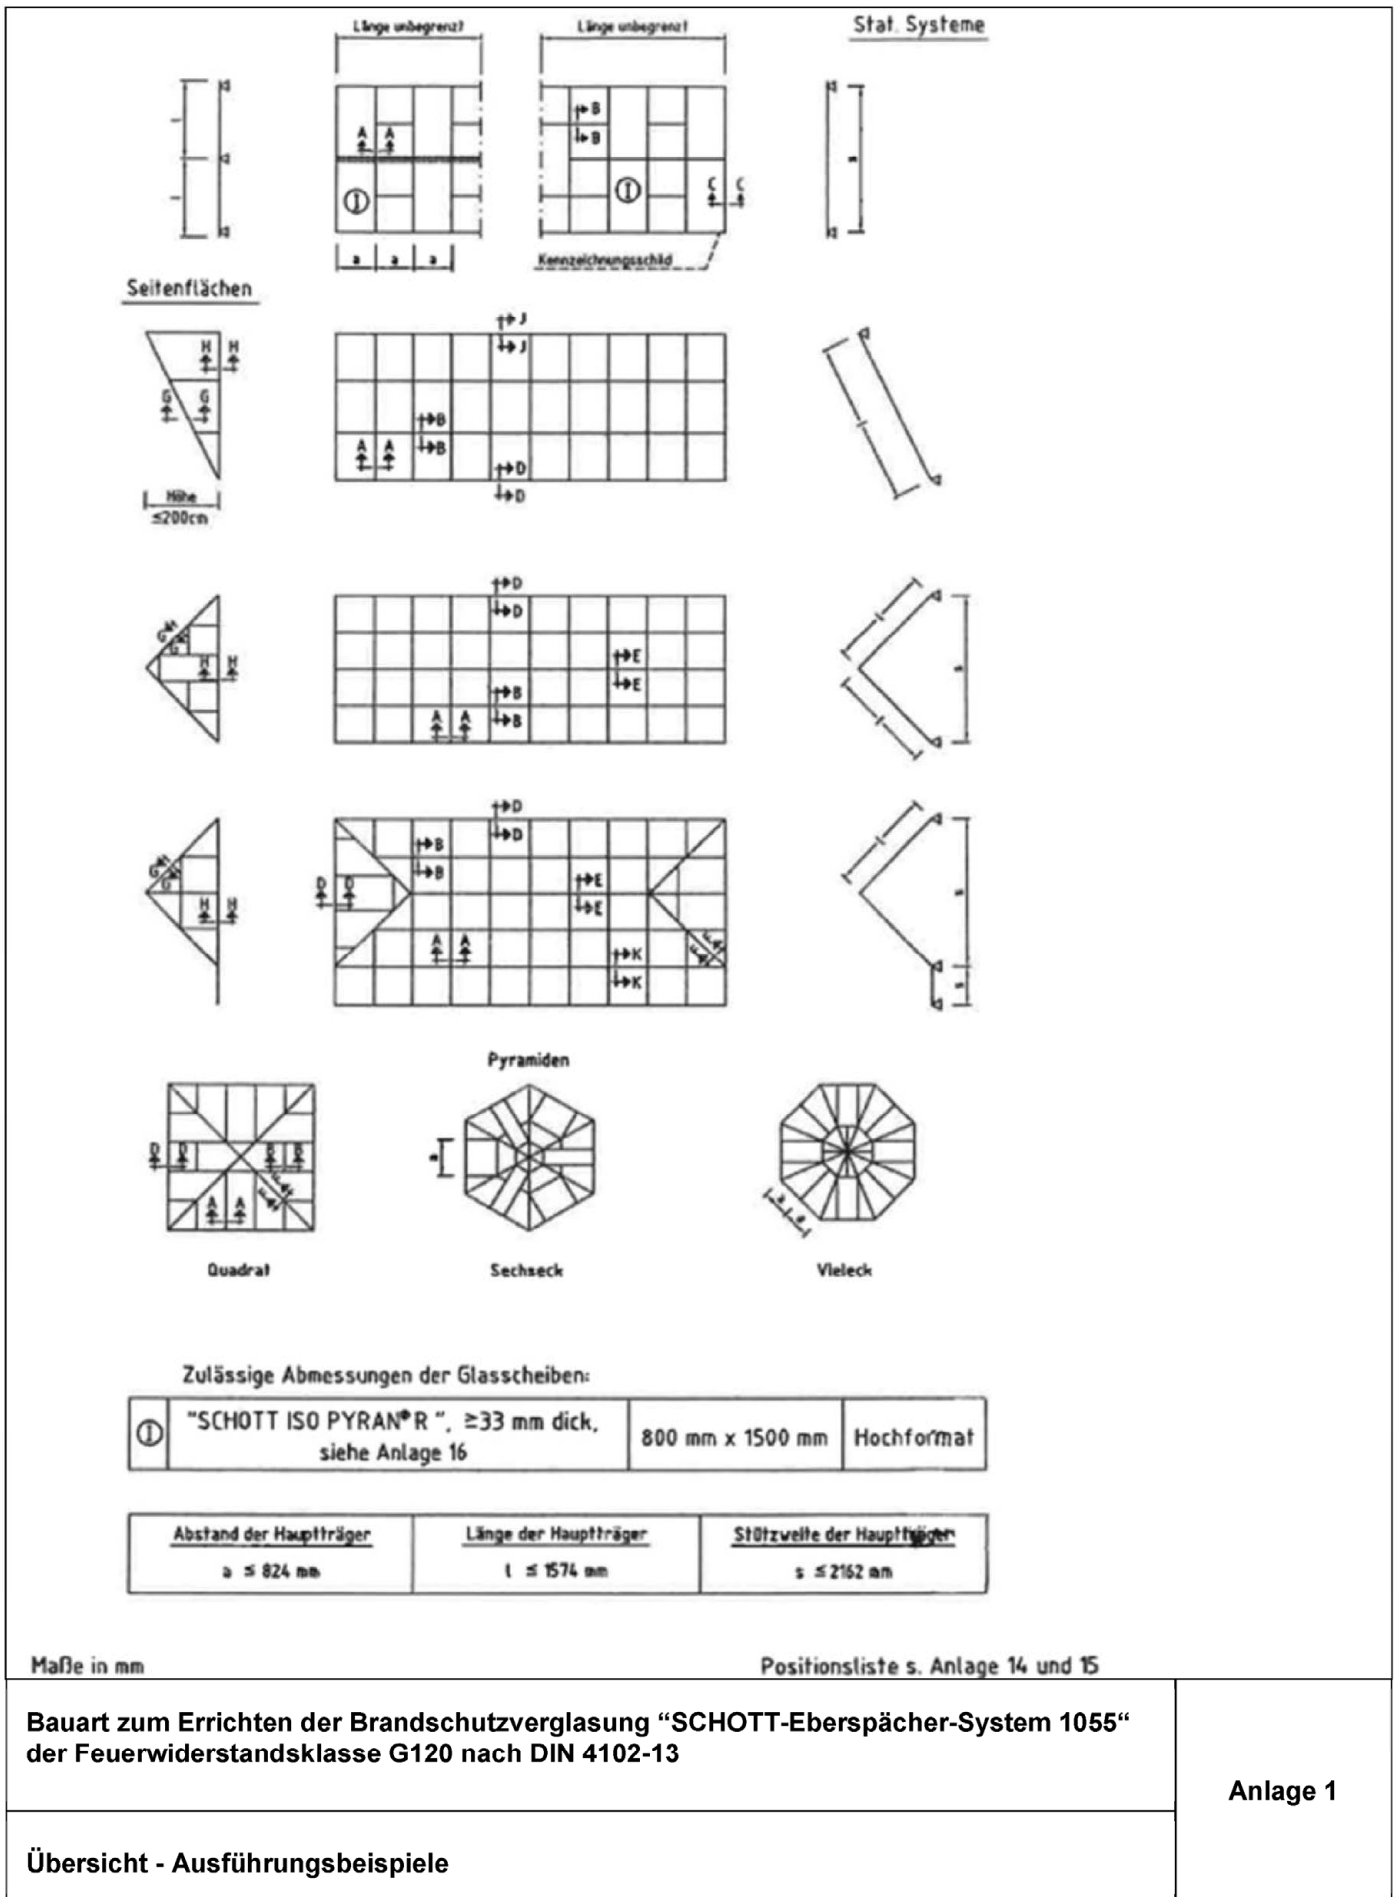 Länge unbegrenzt
Länge unbegrenzt
Stat. Systeme
l
l
A A
B
B
C C
s
a a a
Kennzeichnungsschild
Seitenflächen
H H
G G
Höhe
≤200cm
J
J
B
B
A A
D
D
l
G
G
H H
D
D
E
E
B
B
A A
l
l
s
G
G
H H
D
D
B
B
D D
E
E
A A
K
K
F
F
l
s
s
Pyramiden
D D
B B
F
F
A A
a
a
a
Quadrat
Sechseck
Vieleck
Zulässige Abmessungen der Glasscheiben:
① "SCHOTT ISO PYRAN® R ", ≥33 mm dick, 800 mm x 1500 mm Hochformat
siehe Anlage 16
Abstand der Hauptträger Länge der Hauptträger Stützweite der Hauptträger
a ≤ 824 mm l ≤ 1574 mm s ≤ 2162 mm
Maße in mm Positionsliste s. Anlage 14 und 15
Bauart zum Errichten der Brandschutzverglasung “SCHOTT-Eberspächer-System 1055“
der Feuerwiderstandsklasse G120 nach DIN 4102-13
Anlage 1
Übersicht - Ausführungsbeispiele